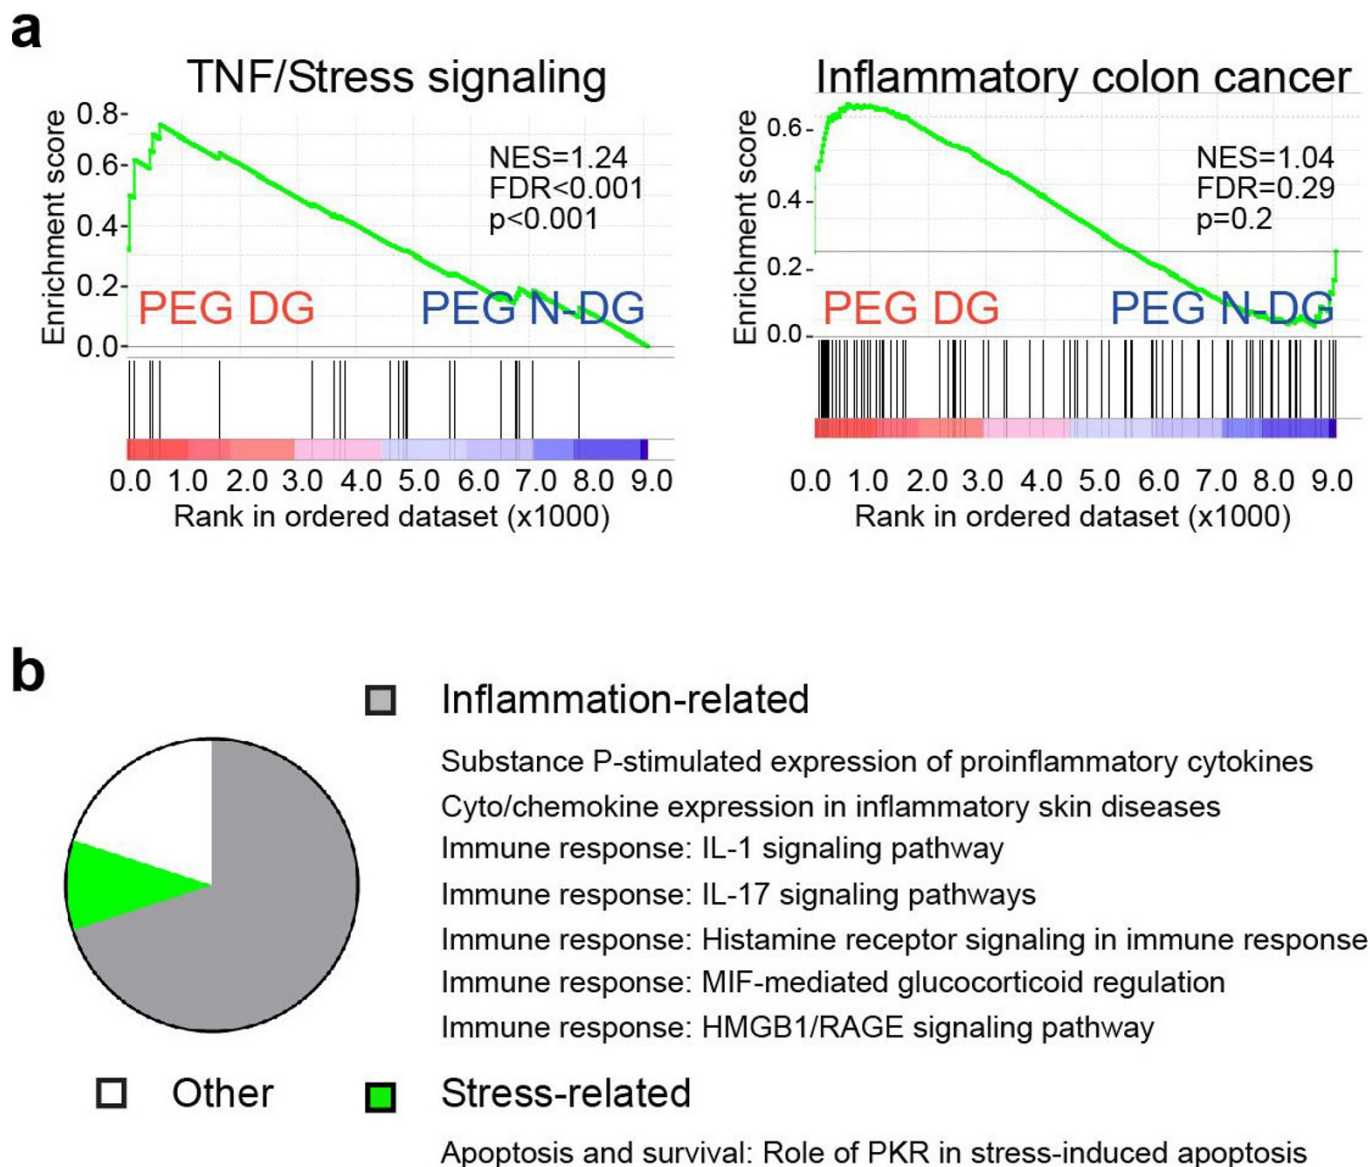 a
TNF/Stress signaling
Enrichment score
0.8
0.6
0.4
0.2
0.0
NES=1.24
FDR<0.001
p<0.001
PEG DG
PEG N-DG
0.0 1.0 2.0 3.0 4.0 5.0 6.0 7.0 8.0 9.0
Rank in ordered dataset (x1000)
Inflammatory colon cancer
Enrichment score
0.6
0.4
0.2
0.0
NES=1.04
FDR=0.29
p=0.2
PEG DG
PEG N-DG
0.0 1.0 2.0 3.0 4.0 5.0 6.0 7.0 8.0 9.0
Rank in ordered dataset (x1000)
b
Inflammation-related
Substance P-stimulated expression of proinflammatory cytokines
Cyto/chemokine expression in inflammatory skin diseases
Immune response: IL-1 signaling pathway
Immune response: IL-17 signaling pathways
Immune response: Histamine receptor signaling in immune response
Immune response: MIF-mediated glucocorticoid regulation
Immune response: HMGB1/RAGE signaling pathway
Other
Stress-related
Apoptosis and survival: Role of PKR in stress-induced apoptosis